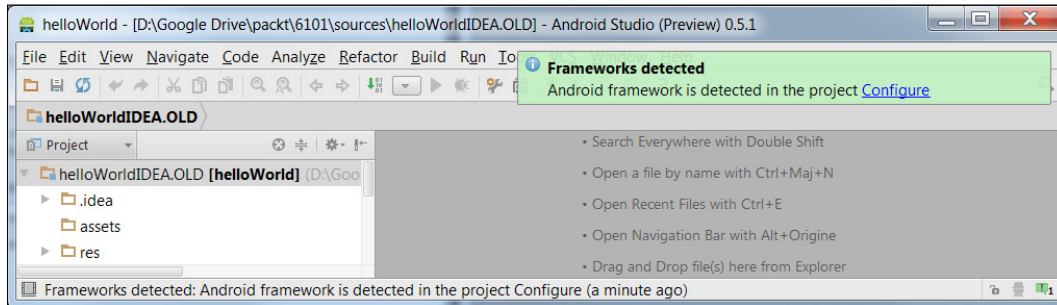 helloWorld - [D:\Google Drive\packt\6101\sources\helloWorldIDEA.OLD] - Android Studio (Preview) 0.5.1
File Edit View Navigate Code Analyze Refactor Build Run
Frameworks detected
Android framework is detected in the project Configure
helloWorldIDEA.OLD
Project
• Search Everywhere with Double Shift
helloWorldIDEA.OLD [helloWorld] (D:\Goo
• Open a file by name with Ctrl+Maj+N
.idea
• Open Recent Files with Ctrl+E
assets
• Open Navigation Bar with Alt+Origine
res
• Drag and Drop file(s) here from Explorer
Frameworks detected: Android framework is detected in the project Configure (a minute ago)
1